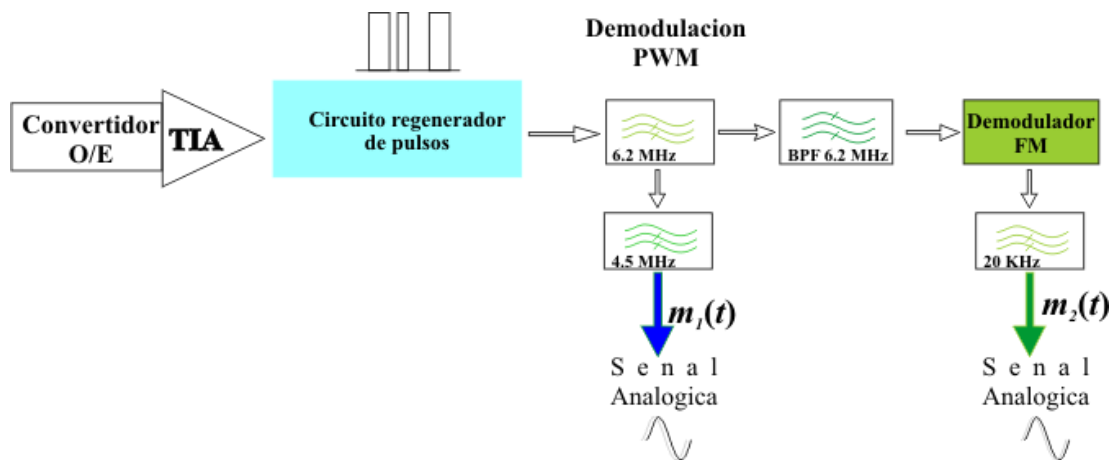 Demodulacion
PWM
Convertidor
O/E
TIA
Circuito regenerador
de pulsos
6.2 MHz
BPF 6.2 MHz
Demodulador
FM
4.5 MHz
20 KHz
m₁(t)
m₂(t)
S e n a l
Analogica
S e n a l
Analogica